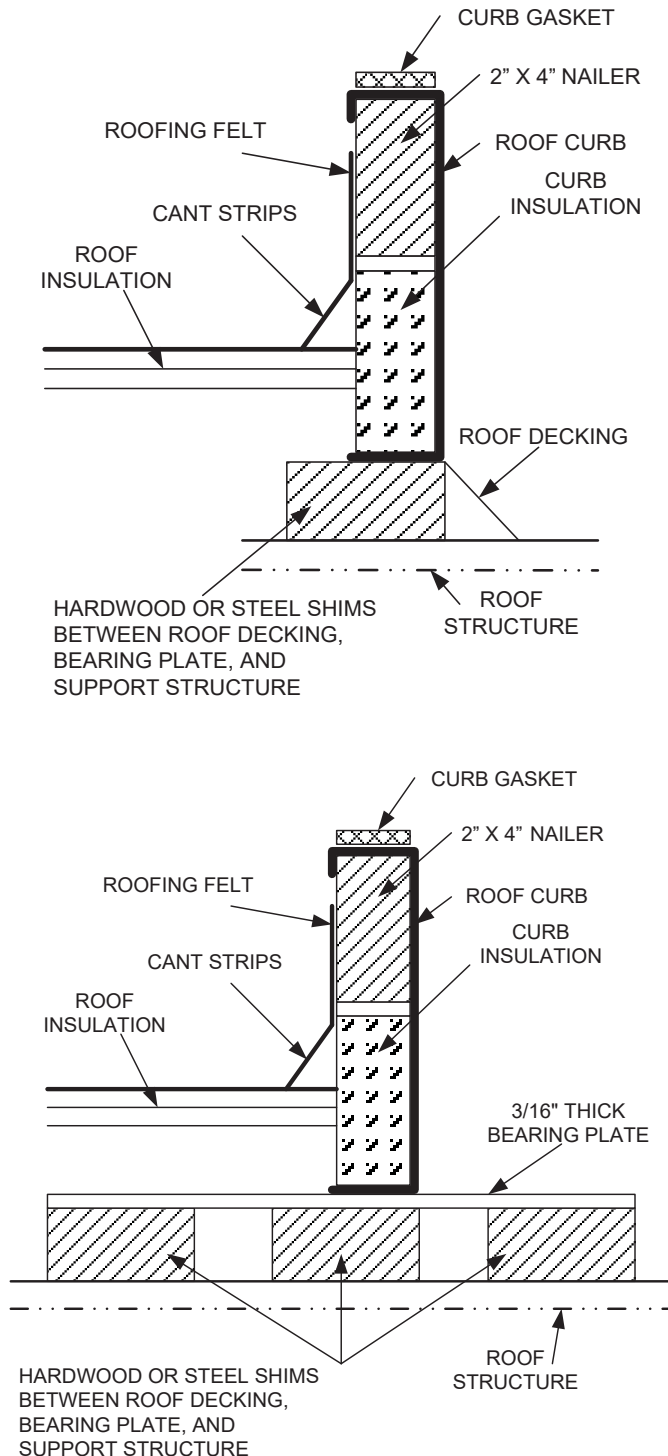 CURB GASKET
2” X 4” NAILER
ROOFING FELT
ROOF CURB
CURB
INSULATION
CANT STRIPS
ROOF
INSULATION
ROOF DECKING
HARDWOOD OR STEEL SHIMS
BETWEEN ROOF DECKING,
BEARING PLATE, AND
SUPPORT STRUCTURE
ROOF
STRUCTURE
CURB GASKET
2” X 4” NAILER
ROOFING FELT
ROOF CURB
CURB
INSULATION
CANT STRIPS
ROOF
INSULATION
3/16" THICK
BEARING PLATE
HARDWOOD OR STEEL SHIMS
BETWEEN ROOF DECKING,
BEARING PLATE, AND
SUPPORT STRUCTURE
ROOF
STRUCTURE